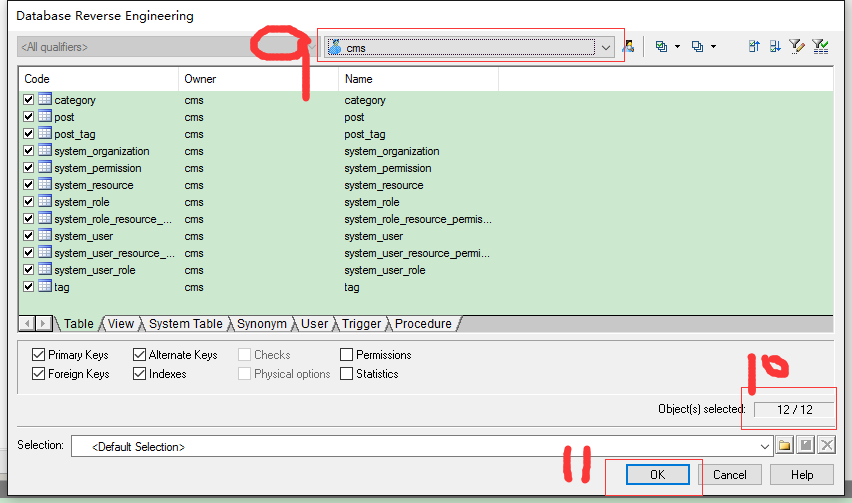 Database Reverse Engineering
<All qualifiers>
9
cms
Code Owner Name
category cms category
post cms post
post_tag cms post_tag
system_organization cms system_organization
system_permission cms system_permission
system_resource cms system_resource
system_role cms system_role
system_role_resource_... cms system_role_resource_permis...
system_user cms system_user
system_user_resource_... cms system_user_resource_permi...
system_user_role cms system_user_role
tag cms tag
Table View System Table Synonym User Trigger Procedure
Primary Keys Alternate Keys Checks Permissions
Foreign Keys Indexes Physical options Statistics
10
Object(s) selected: 12 / 12
Selection: <Default Selection>
11
OK Cancel Help